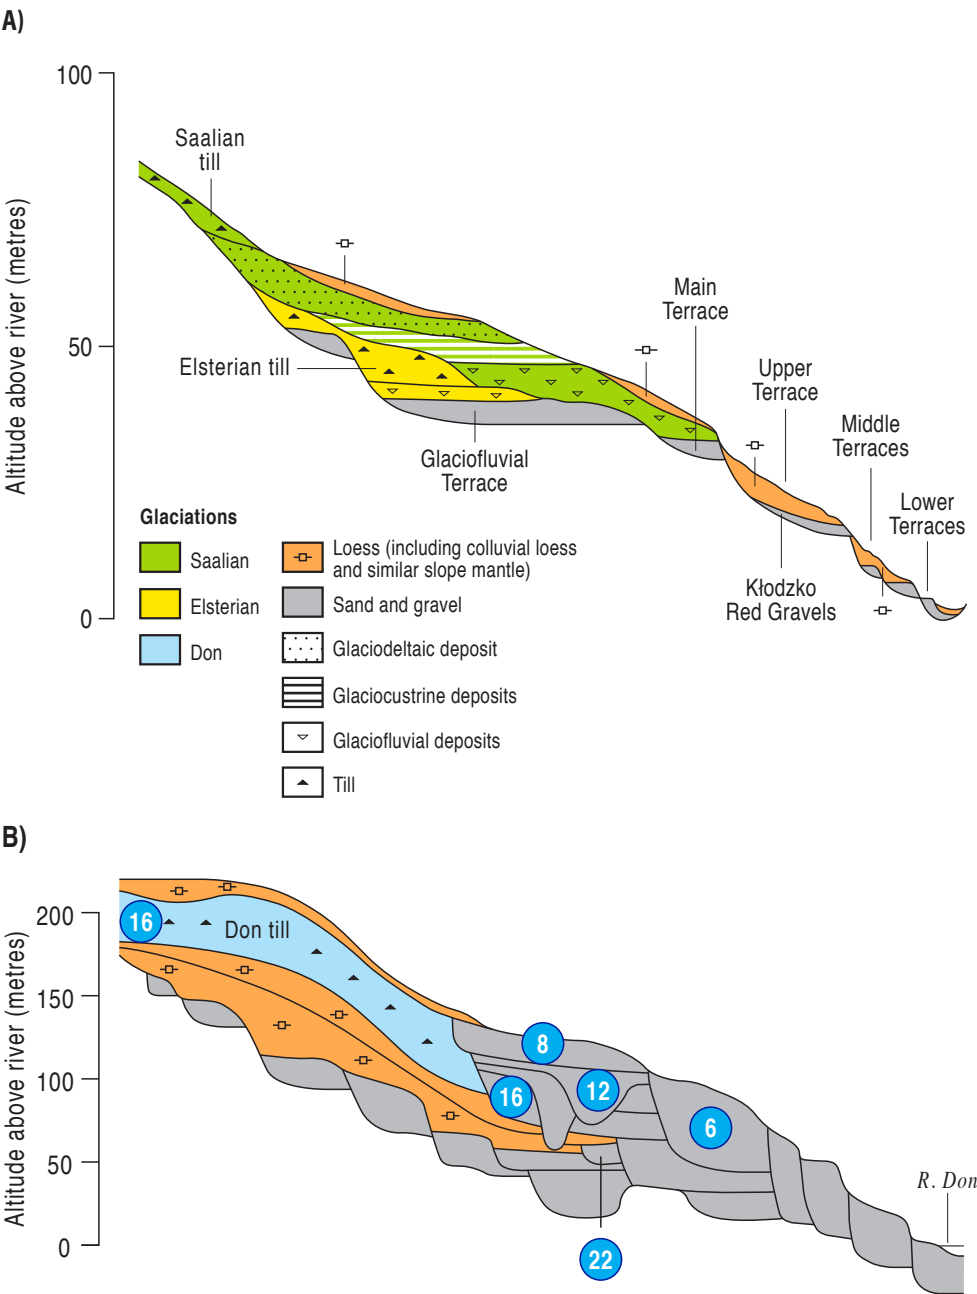 A)
100
50
0
Altitude above river (metres)
Saalian
till
Main
Terrace
Upper
Terrace
Middle
Terraces
Lower
Terraces
Elsterian till
Glaciofluvial
Terrace
Kłodzko
Red Gravels
Glaciations
Saalian
Elsterian
Don
Loess (including colluvial loess
and similar slope mantle)
Sand and gravel
Glaciodeltaic deposit
Glaciocustrine deposits
Glaciofluvial deposits
Till
B)
200
150
100
50
0
Altitude above river (metres)
16
Don till
8
16
12
6
22
R. Don